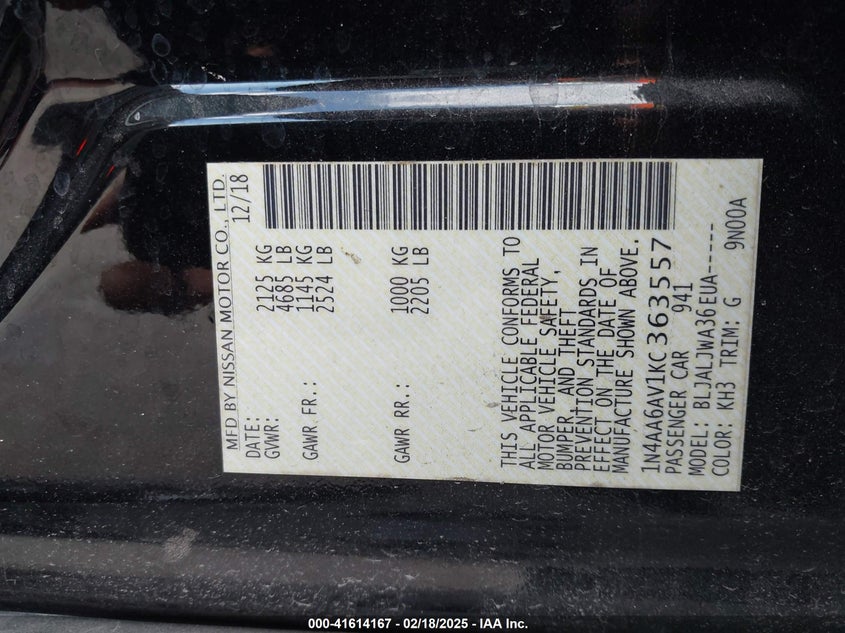 MFD BY NISSAN MOTOR CO., LTD.
DATE: 12/18
GVWR: 2125 KG
4685 LB
GAWR FR.: 1145 KG
2524 LB
GAWR RR.: 1000 KG
2205 LB
THIS VEHICLE CONFORMS TO
ALL APPLICABLE FEDERAL
MOTOR VEHICLE SAFETY,
BUMPER, AND THEFT
PREVENTION STANDARDS IN
EFFECT ON THE DATE OF
MANUFACTURE SHOWN ABOVE.
1N4AA6AV1KC363557
PASSENGER CAR 941
MODEL: BLJALJWA36EUA-----
COLOR: KH3 TRIM: G 9N00A
000-41614167 - 02/18/2025 - IAA Inc.